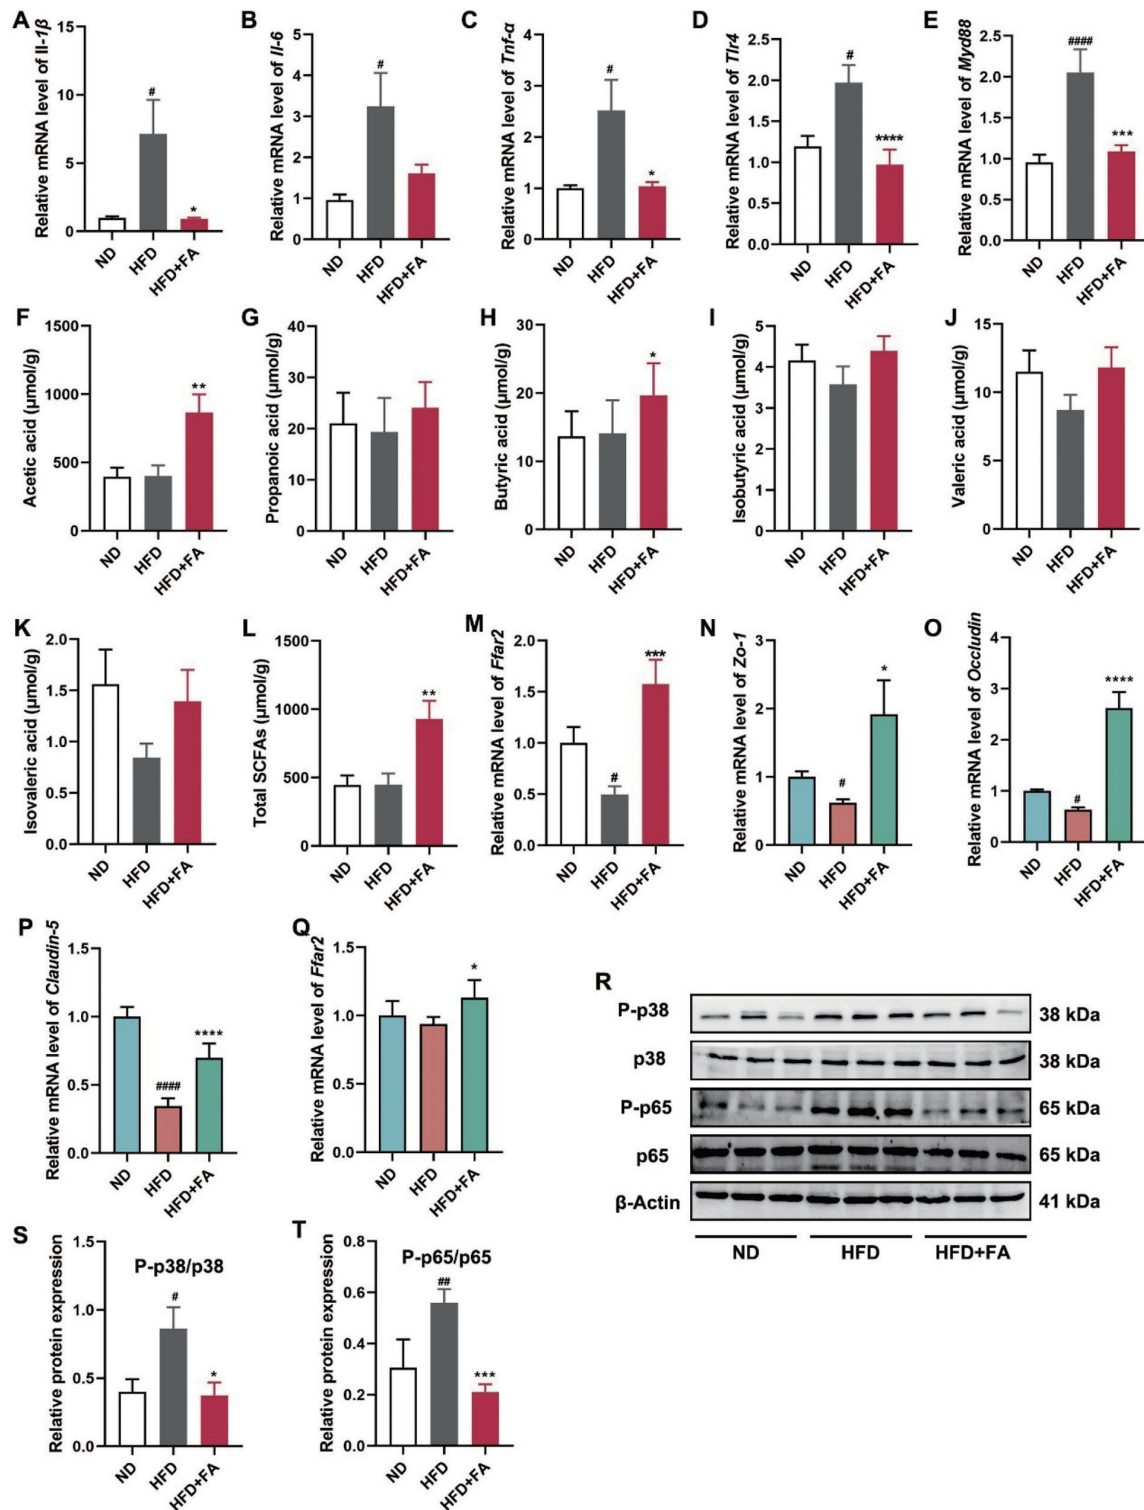 A
Relative mRNA level of Il-1β
15
10
5
0
#
*
ND
HFD
HFD+FA
B
Relative mRNA level of Il-6
5
4
3
2
1
0
#
ND
HFD
HFD+FA
C
Relative mRNA level of Tnf-α
4
3
2
1
0
#
*
ND
HFD
HFD+FA
D
Relative mRNA level of Tlr4
2.5
2.0
1.5
1.0
0.5
0.0
#
****
ND
HFD
HFD+FA
E
Relative mRNA level of Myd88
2.5
2.0
1.5
1.0
0.5
0.0
####
***
ND
HFD
HFD+FA
F
Acetic acid (μmol/g)
1500
1000
500
0
**
ND
HFD
HFD+FA
G
Propanoic acid (μmol/g)
40
30
20
10
0
ND
HFD
HFD+FA
H
Butyric acid (μmol/g)
30
20
10
0
*
ND
HFD
HFD+FA
I
Isobutyric acid (μmol/g)
5
4
3
2
1
0
ND
HFD
HFD+FA
J
Valeric acid (μmol/g)
15
10
5
0
ND
HFD
HFD+FA
K
Isovaleric acid (μmol/g)
2.0
1.5
1.0
0.5
0.0
ND
HFD
HFD+FA
L
Total SCFAs (μmol/g)
1500
1000
500
0
**
ND
HFD
HFD+FA
M
Relative mRNA level of Ffar2
2.0
1.5
1.0
0.5
0.0
#
***
ND
HFD
HFD+FA
N
Relative mRNA level of Zo-1
3
2
1
0
#
*
ND
HFD
HFD+FA
O
Relative mRNA level of Occludin
4
3
2
1
0
#
****
ND
HFD
HFD+FA
P
Relative mRNA level of Claudin-5
1.5
1.0
0.5
0.0
####
****
ND
HFD
HFD+FA
Q
Relative mRNA level of Ffar2
1.5
1.0
0.5
0.0
*
ND
HFD
HFD+FA
R
P-p38
38 kDa
p38
38 kDa
P-p65
65 kDa
p65
65 kDa
β-Actin
41 kDa
ND
HFD
HFD+FA
S
P-p38/p38
Relative protein expression
1.5
1.0
0.5
0.0
#
*
ND
HFD
HFD+FA
T
P-p65/p65
Relative protein expression
0.8
0.6
0.4
0.2
0.0
##
***
ND
HFD
HFD+FA